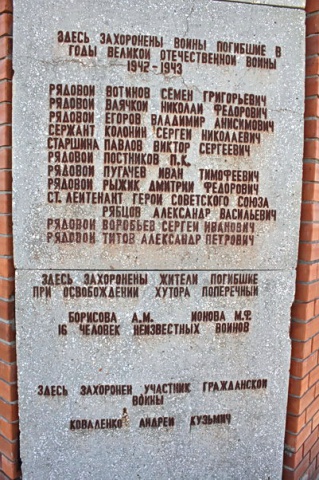 ЗДЕСЬ ЗАХОРОНЕНЫ ВОИНЫ ПОГИБШИЕ В
ГОДЫ ВЕЛИКОЙ ОТЕЧЕСТВЕННОЙ ВОЙНЫ
1942-1943
РЯДОВОЙ ВОТИНОВ СЕМЕН ГРИГОРЬЕВИЧ
РЯДОВОЙ ВЛЯЧКОЙ НИКОЛАЙ ФЕДОРОВИЧ
РЯДОВОЙ ЕГОРОВ ВЛАДИМИР АНИСИМОВИЧ
СЕРЖАНТ КОЛОНИЙ СЕРГЕЙ НИКОЛАЕВИЧ
СТАРШИНА ПАВЛОВ ВИКТОР СЕРГЕЕВИЧ
РЯДОВОЙ ПОСТНИКОВ П.К.
РЯДОВОЙ ПУГАЧЕВ ИВАН ТИМОФЕЕВИЧ
РЯДОВОЙ РЫЖИК ДМИТРИЙ ФЕДОРОВИЧ
СТ. ЛЕИТЕНАНТ ГЕРОЙ СОВЕТСКОГО СОЮЗА
РЯБЦОВ АЛЕКСАНДР ВАСИЛЬЕВИЧ
РЯДОВОЙ ВОРОБЬЕВ СЕРГЕЙ ИВАНОВИЧ
РЯДОВОЙ ТИТОВ АЛЕКСАНДР ПЕТРОВИЧ
ЗДЕСЬ ЗАХОРОНЕНЫ ЖИТЕЛИ ПОГИБШИЕ
ПРИ ОСВОБОЖДЕНИИ ХУТОРА ПОПЕРЕЧНЫЙ
БОРИСОВА А.М. ИОНОВА М.Ф.
16 ЧЕЛОВЕК НЕИЗВЕСТНЫХ ВОИНОВ
ЗДЕСЬ ЗАХОРОНЕН УЧАСТНИК ГРАЖДАНСКОЙ
ВОЙНЫ
КОВАЛЕНКО АНДРЕЙ КУЗЬМИЧ